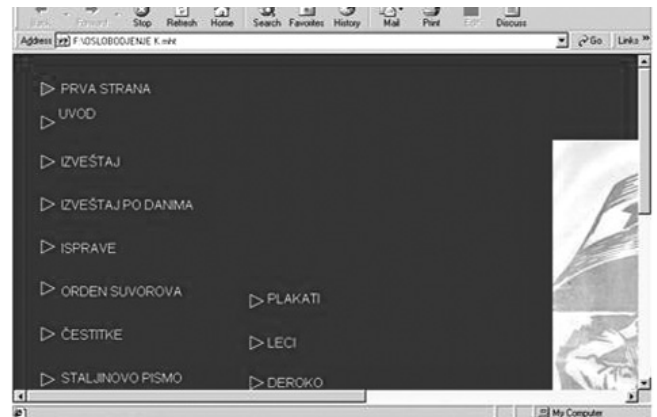 Back Forward Stop Refresh Home Search Favorites History Mail Print Edit Discuss
Address F:\OSLOBODJENJE K.mht Go Links »
PRVA STRANA
UVOD
IZVEŠTAJ
IZVEŠTAJ PO DANIMA
ISPRAVE
ORDEN SUVOROVA
PLAKATI
ČESTITKE
LECI
STALJINOVO PISMO
DEROKO
My Computer